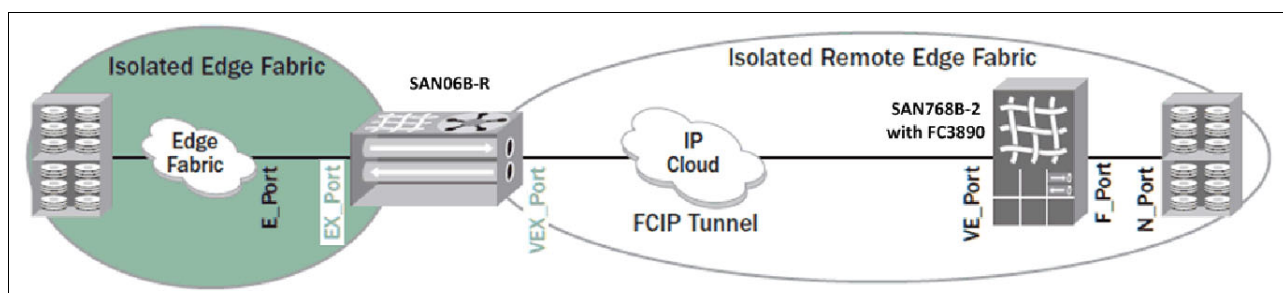 Isolated Edge Fabric
SAN06B-R
Edge
Fabric
E_Port
EX_Port
VEX_Port
Isolated Remote Edge Fabric
IP
Cloud
FCIP Tunnel
SAN768B-2
with FC3890
VE_Port
F_Port
N_Port